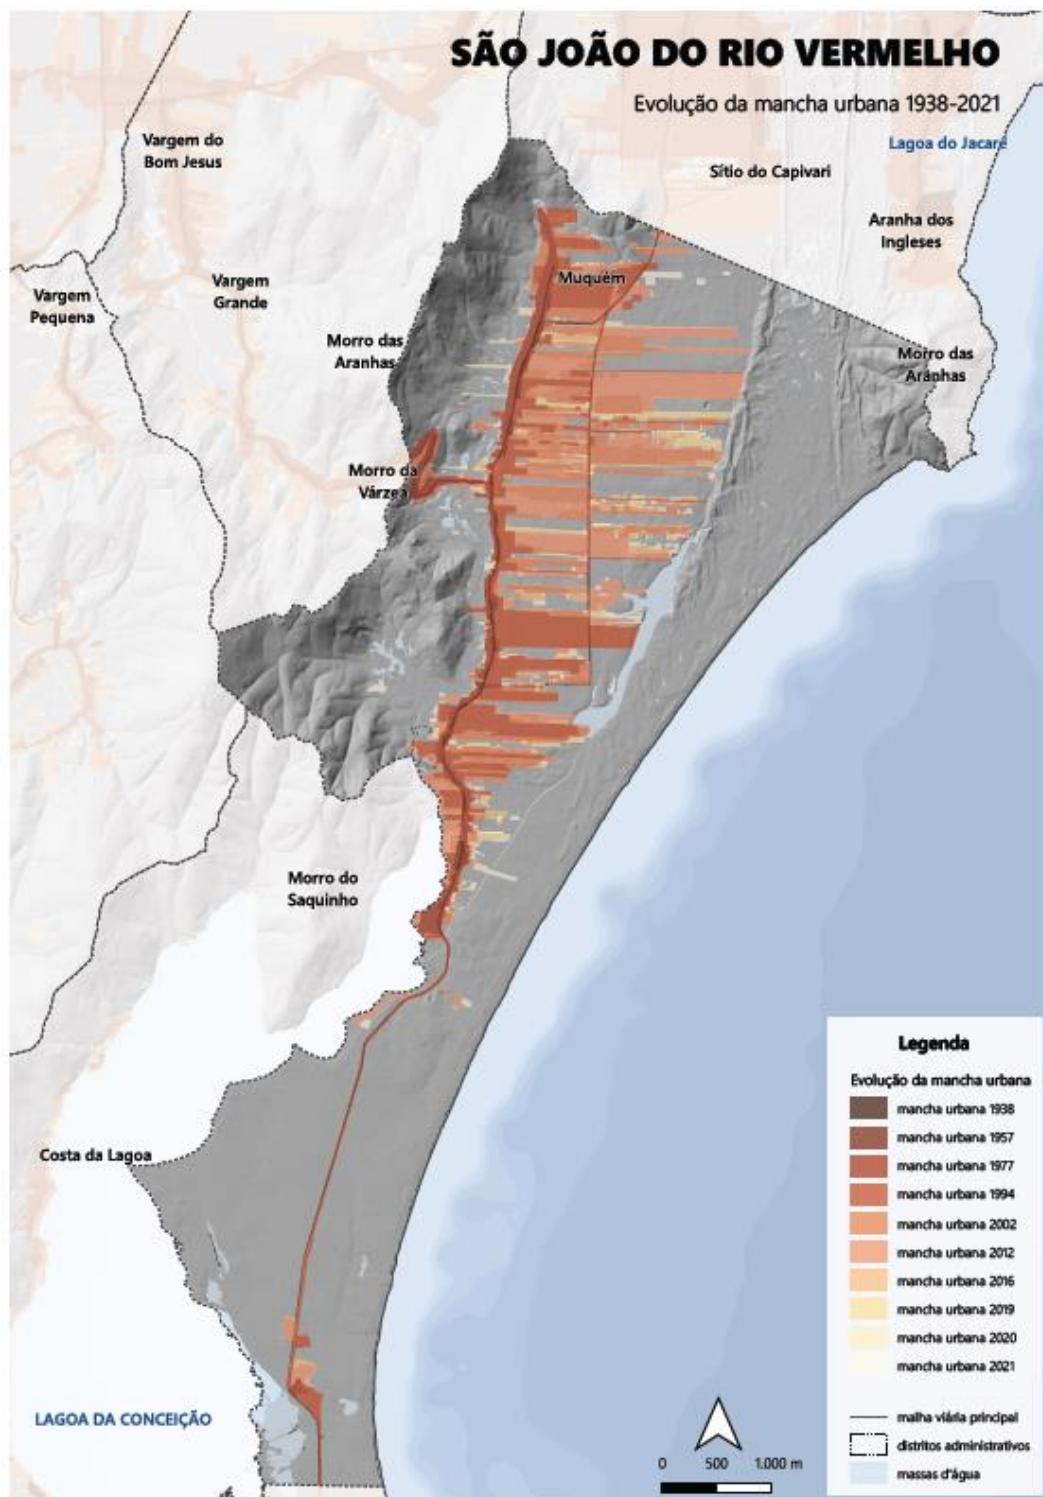 SÃO JOÃO DO RIO VERMELHO
Evolução da mancha urbana 1938-2021
Lagoa do Jacaré
Vargem do
Bom Jesus
Sítio do Capivari
Aranha dos
Ingleses
Muquém
Vargem
Grande
Vargem
Pequena
Morro das
Aranhas
Morro das
Aranhas
Morro da
Várzea
Morro do
Saquinho
Costa da Lagoa
LAGOA DA CONCEIÇÃO
Legenda
Evolução da mancha urbana
mancha urbana 1938
mancha urbana 1957
mancha urbana 1977
mancha urbana 1994
mancha urbana 2002
mancha urbana 2012
mancha urbana 2016
mancha urbana 2019
mancha urbana 2020
mancha urbana 2021
malha viária principal
distritos administrativos
massas d'água
0 500 1.000 m